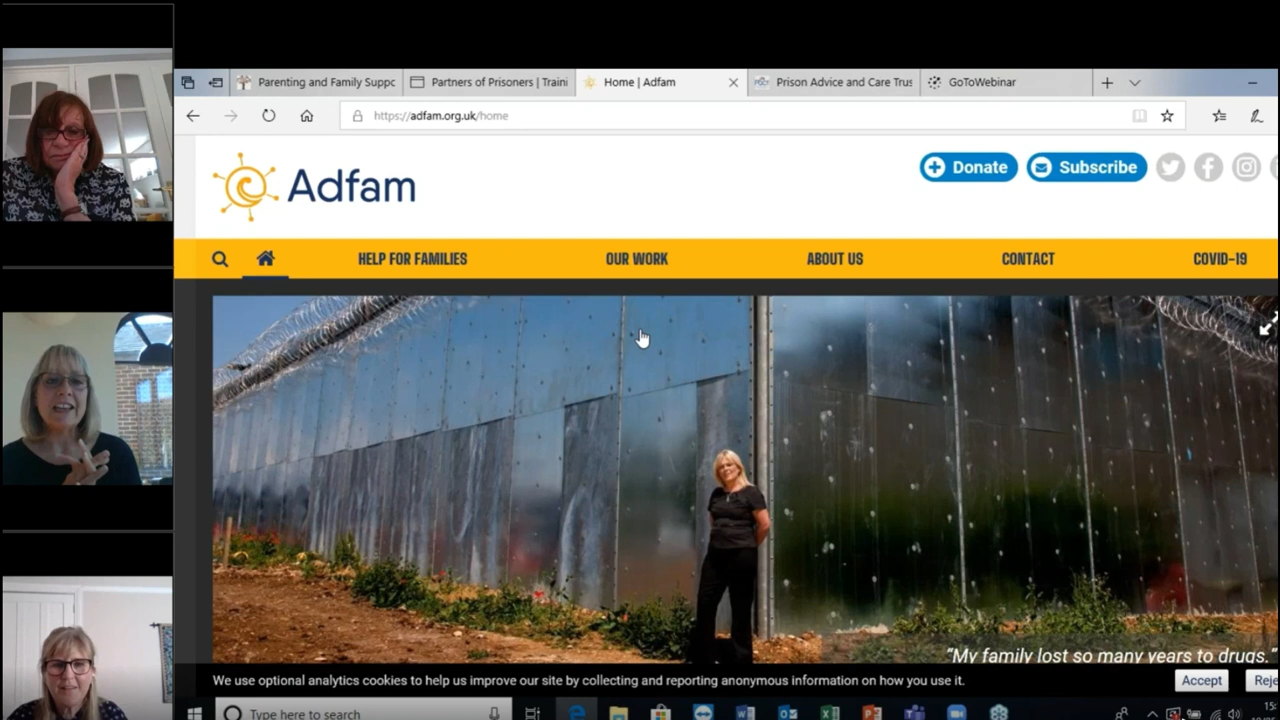 Parenting and Family Suppc
Partners of Prisoners | Traini
Home | Adfam
Prison Advice and Care Trus
GoToWebinar
https://adfam.org.uk/home
Adfam
Donate
Subscribe
HELP FOR FAMILIES
OUR WORK
ABOUT US
CONTACT
COVID-19
"My family lost so many years to drugs."
We use optional analytics cookies to help us improve our site by collecting and reporting anonymous information on how you use it.
Accept
Reje
Type here to search
15: